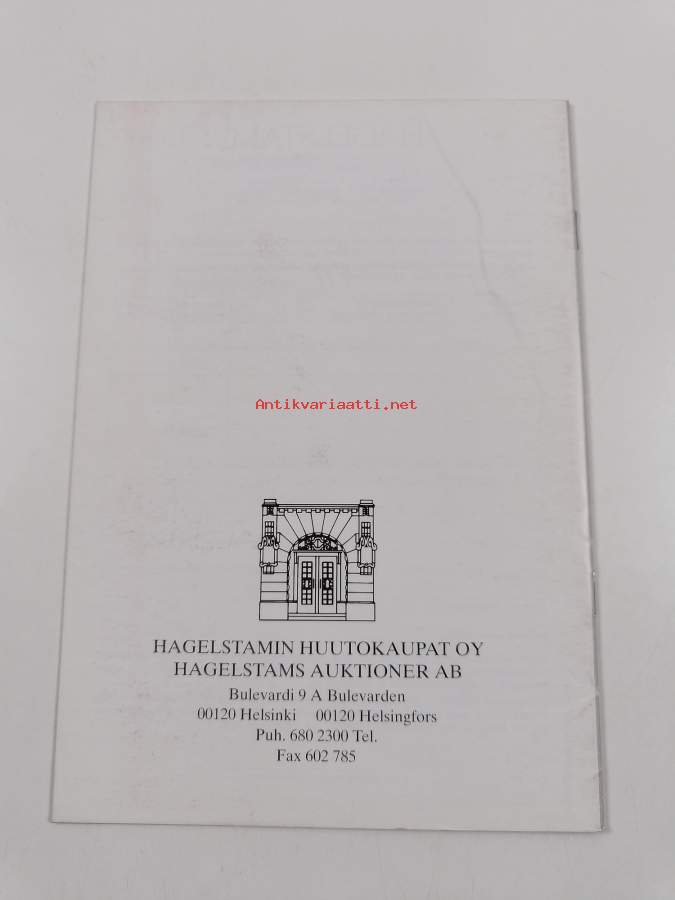 Antikvariaatti.net
HAGELSTAMIN HUUTOKAUPAT OY
HAGELSTAMS AUKTIONER AB
Bulevardi 9 A Bulevarden
00120 Helsinki 00120 Helsingfors
Puh. 680 2300 Tel.
Fax 602 785